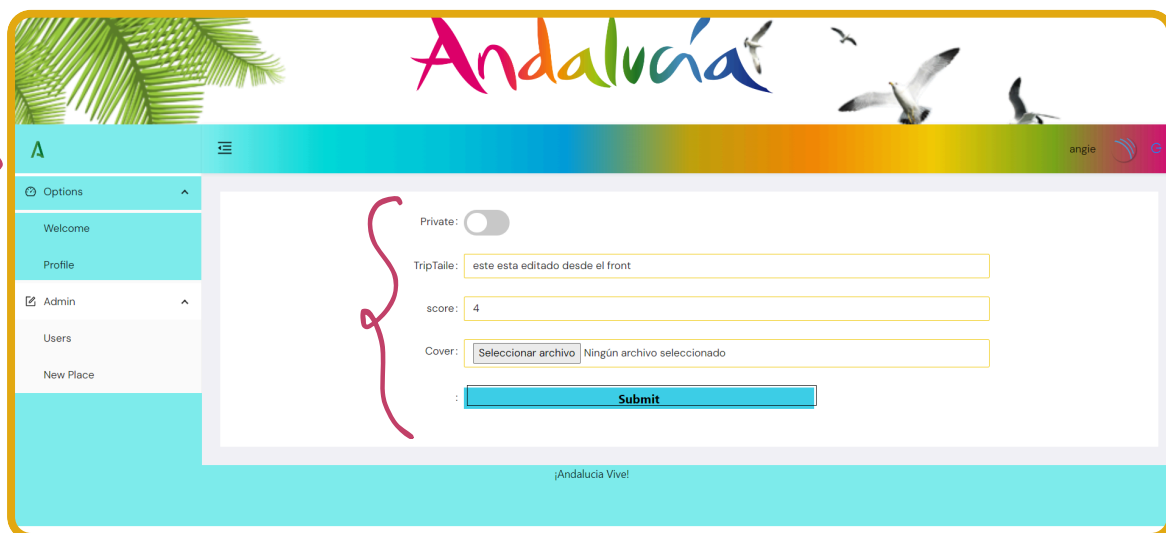 Andalucía
angie
Options
Welcome
Profile
Admin
Users
New Place
Private:
TripTaile: este esta editado desde el front
score: 4
Cover: Seleccionar archivo Ningún archivo seleccionado
: Submit
¡Andalucia Vive!